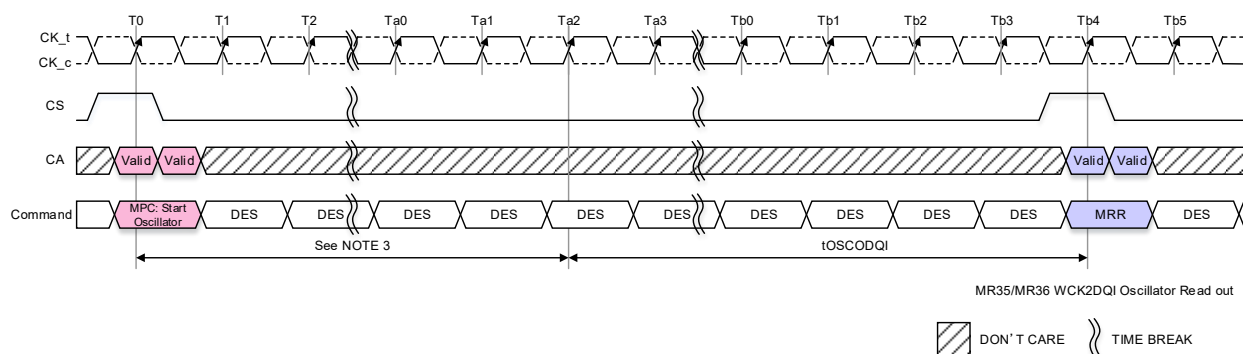 T0 T1 T2 Ta0 Ta1 Ta2 Ta3 Tb0 Tb1 Tb2 Tb3 Tb4 Tb5
CK_t
CK_c
CS
CA Valid Valid Valid Valid
Command MPC: Start Oscillator DES DES DES DES DES DES DES DES DES DES MRR DES
See NOTE 3 tOSCODQI
MR35/MR36 WCK2DQI Oscillator Read out
DON'T CARE TIME BREAK